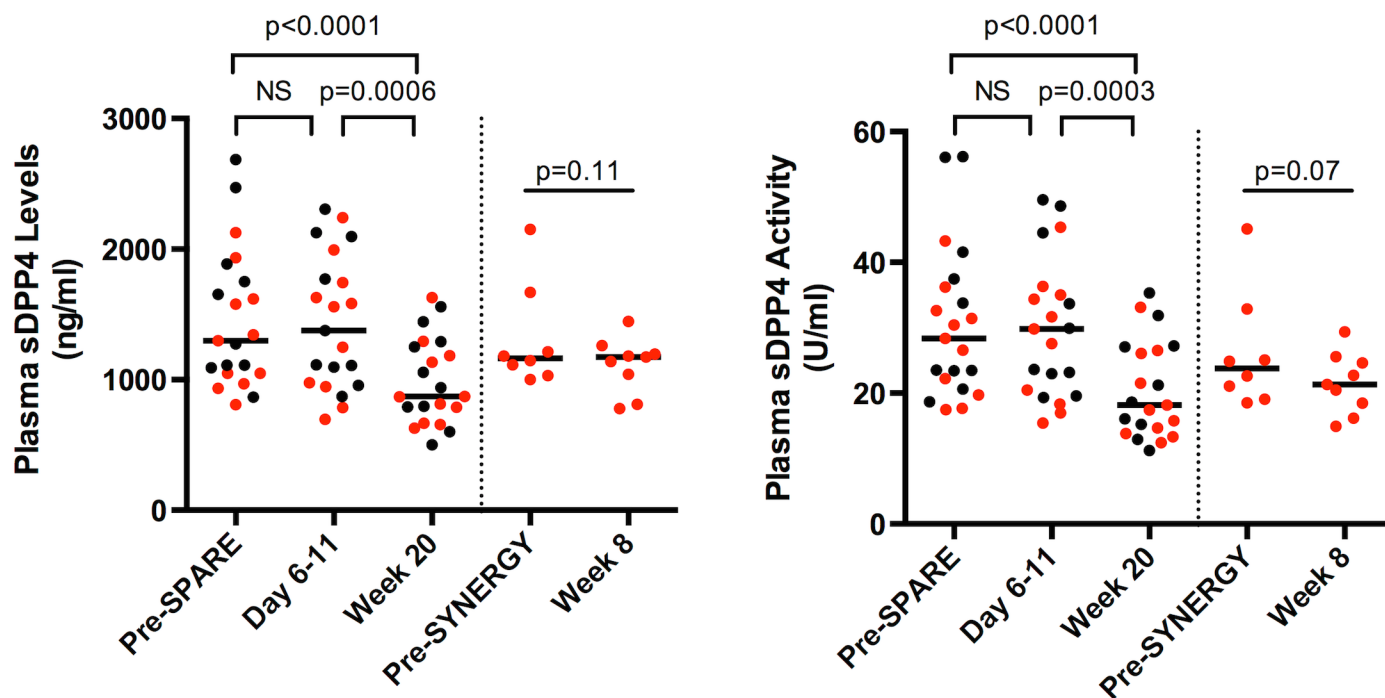 p<0.0001
NS p=0.0006
3000
2000
1000
0
Plasma sDPP4 Levels
(ng/ml)
p=0.11
Pre-SPARE
Day 6-11
Week 20
Pre-SYNERGY
Week 8
p<0.0001
NS p=0.0003
60
40
20
0
Plasma sDPP4 Activity
(U/ml)
p=0.07
Pre-SPARE
Day 6-11
Week 20
Pre-SYNERGY
Week 8